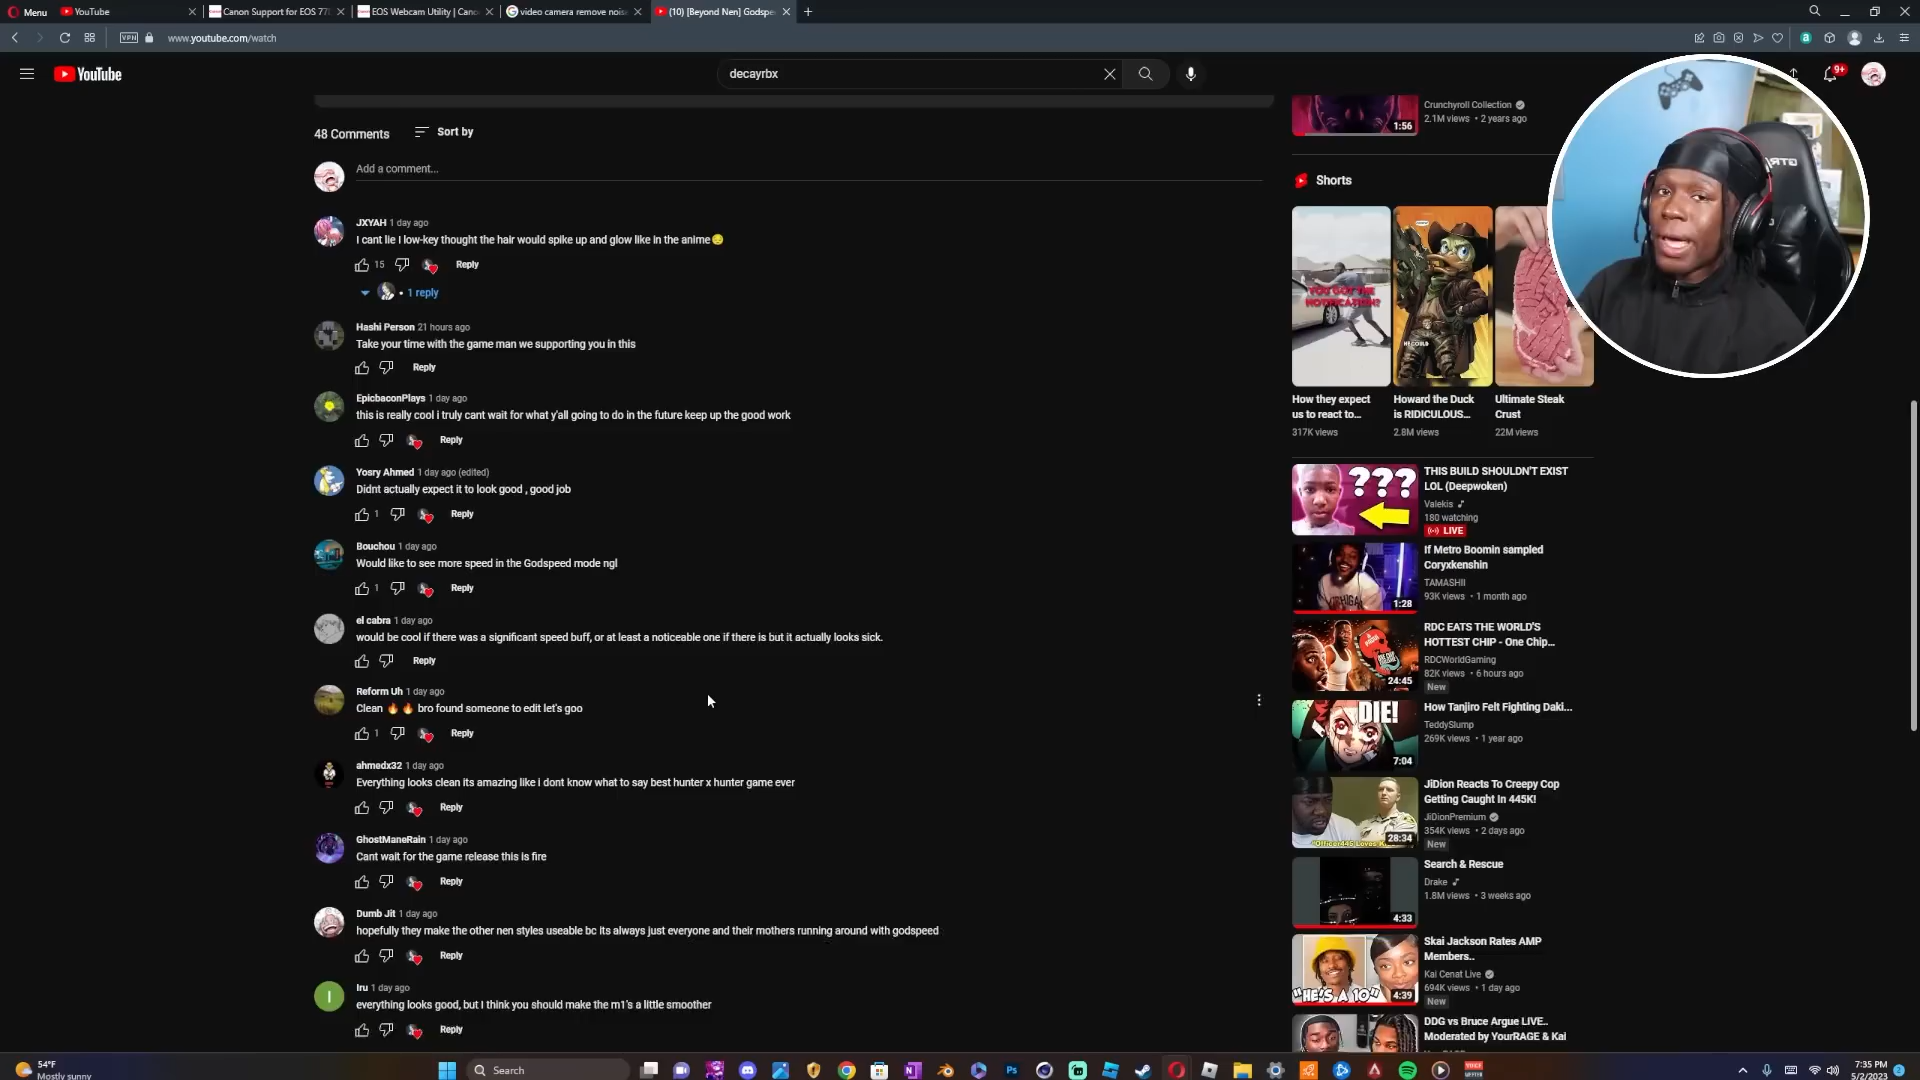 Menu
YouTube
Canon Support for EOS 77D
EOS Webcam Utility | Cano
video camera remove nois
(10) [Beyond Nen] Godspe
VPN
www.youtube.com/watch
YouTube
decayrbx
9+
48 Comments
Sort by
Add a comment...
JXYAH 1 day ago
I cant lie I low-key thought the hair would spike up and glow like in the anime
15
Reply
• 1 reply
Hashi Person 21 hours ago
Take your time with the game man we supporting you in this
Reply
EpicbaconPlays 1 day ago
this is really cool i truly cant wait for what y'all going to do in the future keep up the good work
Reply
Yosry Ahmed 1 day ago (edited)
Didnt actually expect it to look good , good job
1
Reply
Bouchou 1 day ago
Would like to see more speed in the Godspeed mode ngl
1
Reply
el cabra 1 day ago
would be cool if there was a significant speed buff, or at least a noticeable one if there is but it actually looks sick.
Reply
Reform Uh 1 day ago
Clean 🔥 🔥 bro found someone to edit let's goo
1
Reply
ahmedx32 1 day ago
Everything looks clean its amazing like i dont know what to say best hunter x hunter game ever
Reply
GhostManeRain 1 day ago
Cant wait for the game release this is fire
Reply
Dumb Jit 1 day ago
hopefully they make the other nen styles useable bc its always just everyone and their mothers running around with godspeed
Reply
I
Iru 1 day ago
everything looks good, but I think you should make the m1's a little smoother
Reply
1:56
Crunchyroll Collection
2.1M views • 2 years ago
Shorts
YOU GOT THE
NOTIFICATION?
HE COULD
How they expect
us to react to...
317K views
Howard the Duck
is RIDICULOUS...
2.8M views
Ultimate Steak
Crust
22M views
???
THIS BUILD SHOULDN'T EXIST
LOL (Deepwoken)
Valekis
180 watching
LIVE
1:28
If Metro Boomin sampled
Coryxkenshin
TAMASHII
93K views • 1 month ago
24:45
RDC EATS THE WORLD'S
HOTTEST CHIP - One Chip...
RDCWorldGaming
82K views • 6 hours ago
New
DIE!
7:04
How Tanjiro Felt Fighting Daki...
TeddySlump
269K views • 1 year ago
28:34
JiDion Reacts To Creepy Cop
Getting Caught In 445K!
JiDionPremium
354K views • 2 days ago
New
4:33
Search & Rescue
Drake
1.8M views • 3 weeks ago
"HE'S A 10"
4:39
Skai Jackson Rates AMP
Members..
Kai Cenat Live
694K views • 1 day ago
New
DDG vs Bruce Argue LIVE..
Moderated by YourRAGE & Kai
54°F
Mostly sunny
Search
7:35 PM
5/2/2023